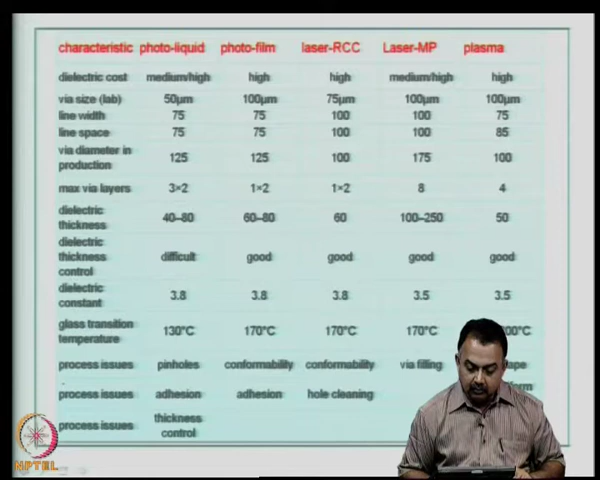 characteristic photo-liquid photo-film laser-RCC Laser-MP plasma
dielectric cost medium/high high high medium/high high
via size (lab) 50µm 100µm 75µm 100µm 100µm
line width 75 75 100 100 75
line space 75 75 100 100 85
via diameter in
production 125 125 100 175 100
max via layers 3×2 1×2 1×2 8 4
dielectric
thickness 40–80 60–80 60 100–250 50
dielectric
thickness
control difficult good good good good
dielectric
constant 3.8 3.8 3.8 3.5 3.5
glass transition
temperature 130°C 170°C 170°C 170°C
process issues pinholes conformability conformability via filling
process issues adhesion adhesion hole cleaning
process issues thickness
control
NPTEL